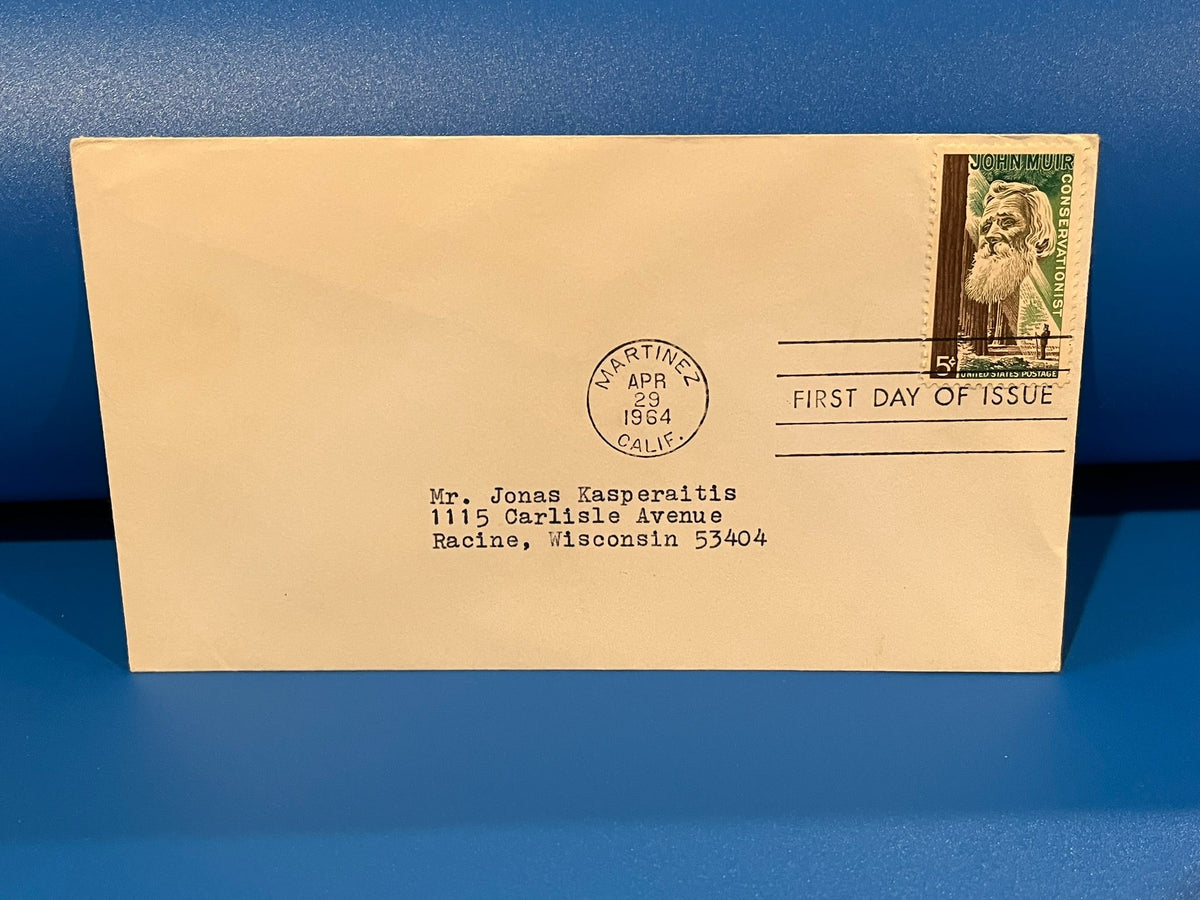 JOHN MUIR
CONSERVATIONIST
5¢
UNITED STATES POSTAGE
MARTINEZ
APR
29
1964
CALIF.
FIRST DAY OF ISSUE
Mr. Jonas Kasperaitis
1115 Carlisle Avenue
Racine, Wisconsin 53404